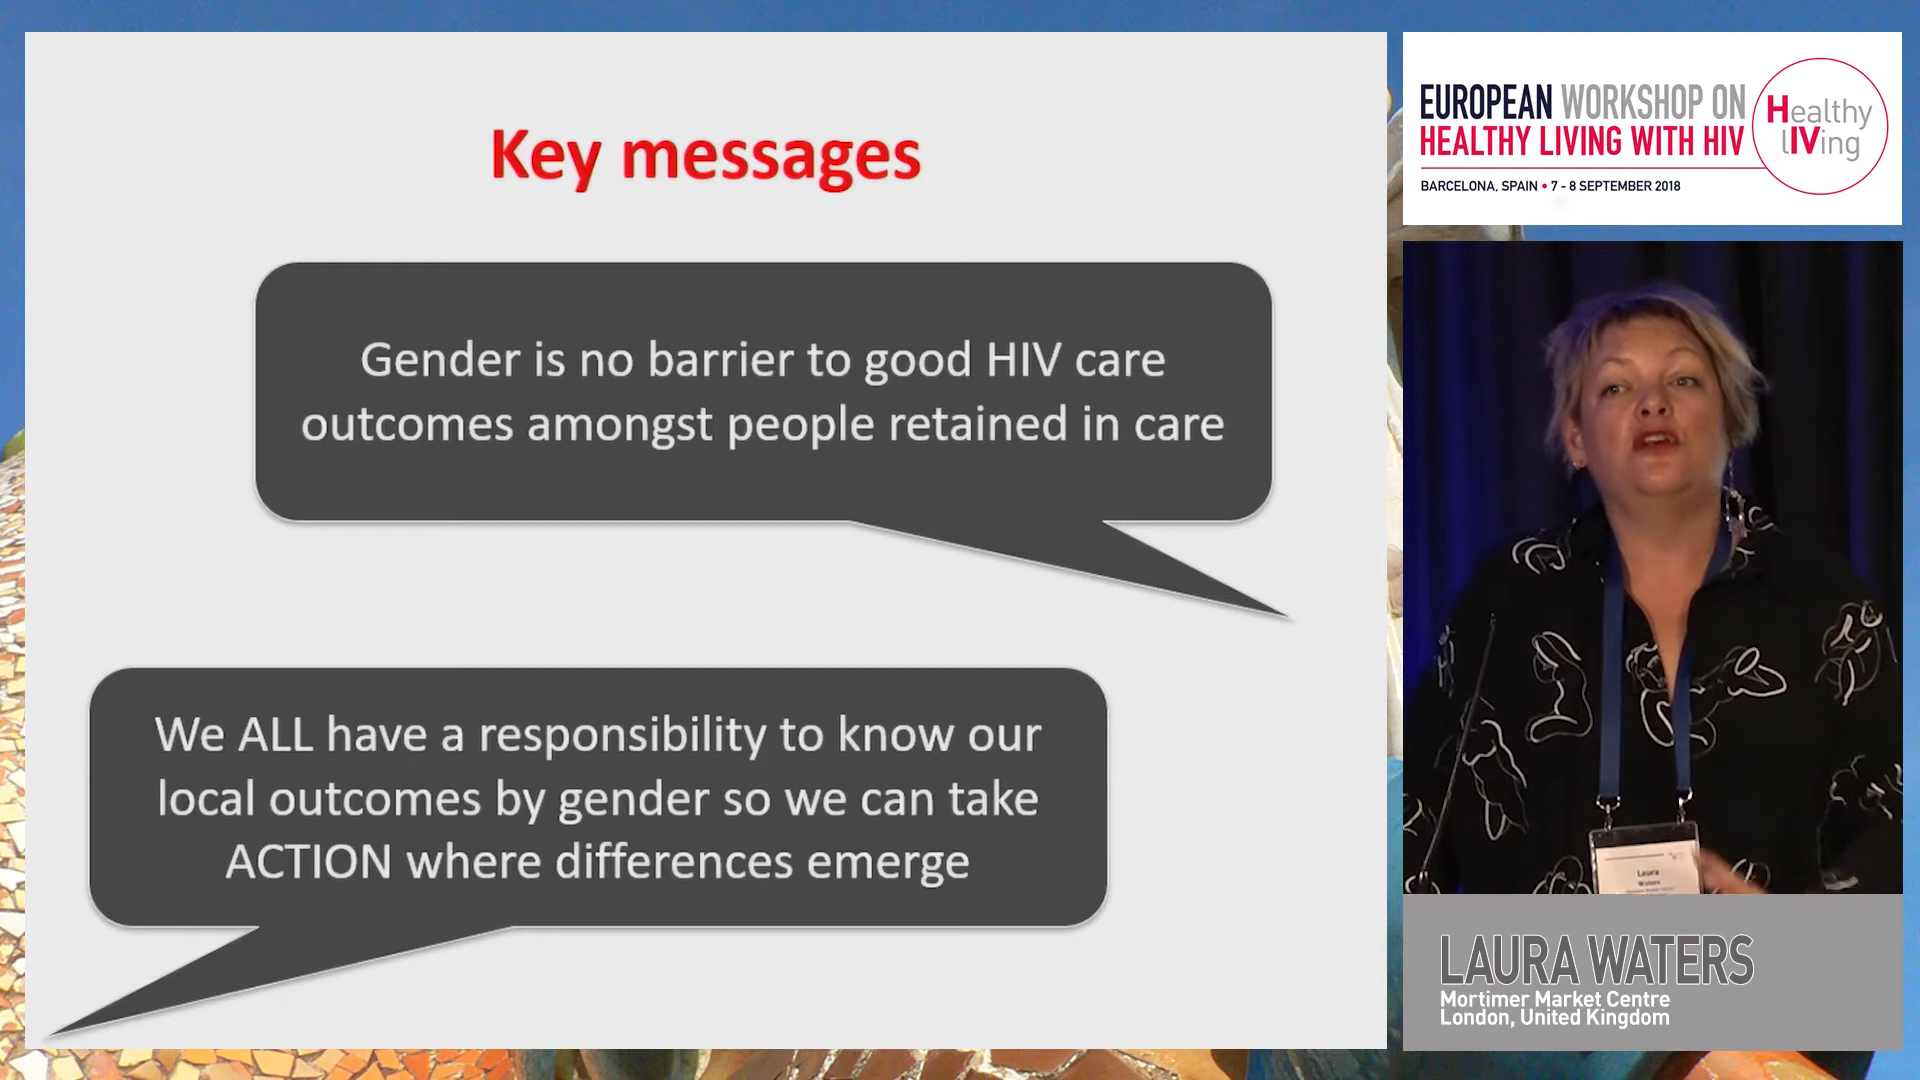 Key messages
Gender is no barrier to good HIV care
outcomes amongst people retained in care
We ALL have a responsibility to know our
local outcomes by gender so we can take
ACTION where differences emerge
EUROPEAN WORKSHOP ON
HEALTHY LIVING WITH HIV
BARCELONA, SPAIN • 7 - 8 SEPTEMBER 2018
Healthy
lIVing
Laura
Waters
LAURA WATERS
Mortimer Market Centre
London, United Kingdom